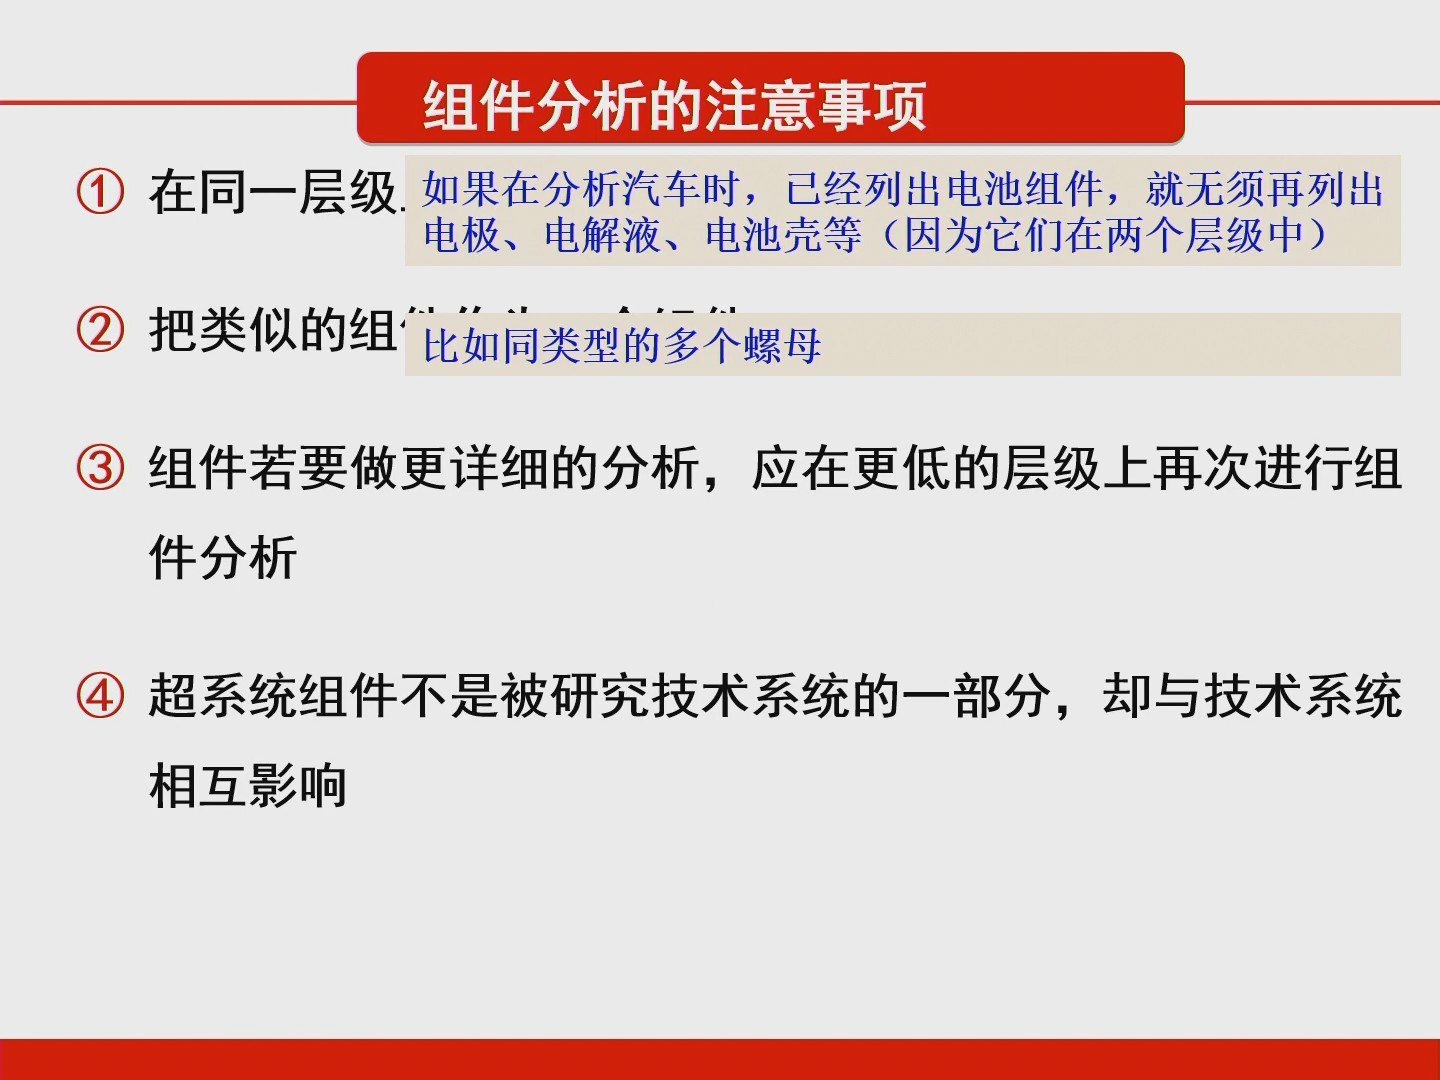 组件分析的注意事项
① 在同一层级
如果在分析汽车时，已经列出电池组件，就无须再列出
电极、电解液、电池壳等（因为它们在两个层级中）
② 把类似的组
比如同类型的多个螺母
③ 组件若要做更详细的分析，应在更低的层级上再次进行组
件分析
④ 超系统组件不是被研究技术系统的一部分，却与技术系统
相互影响